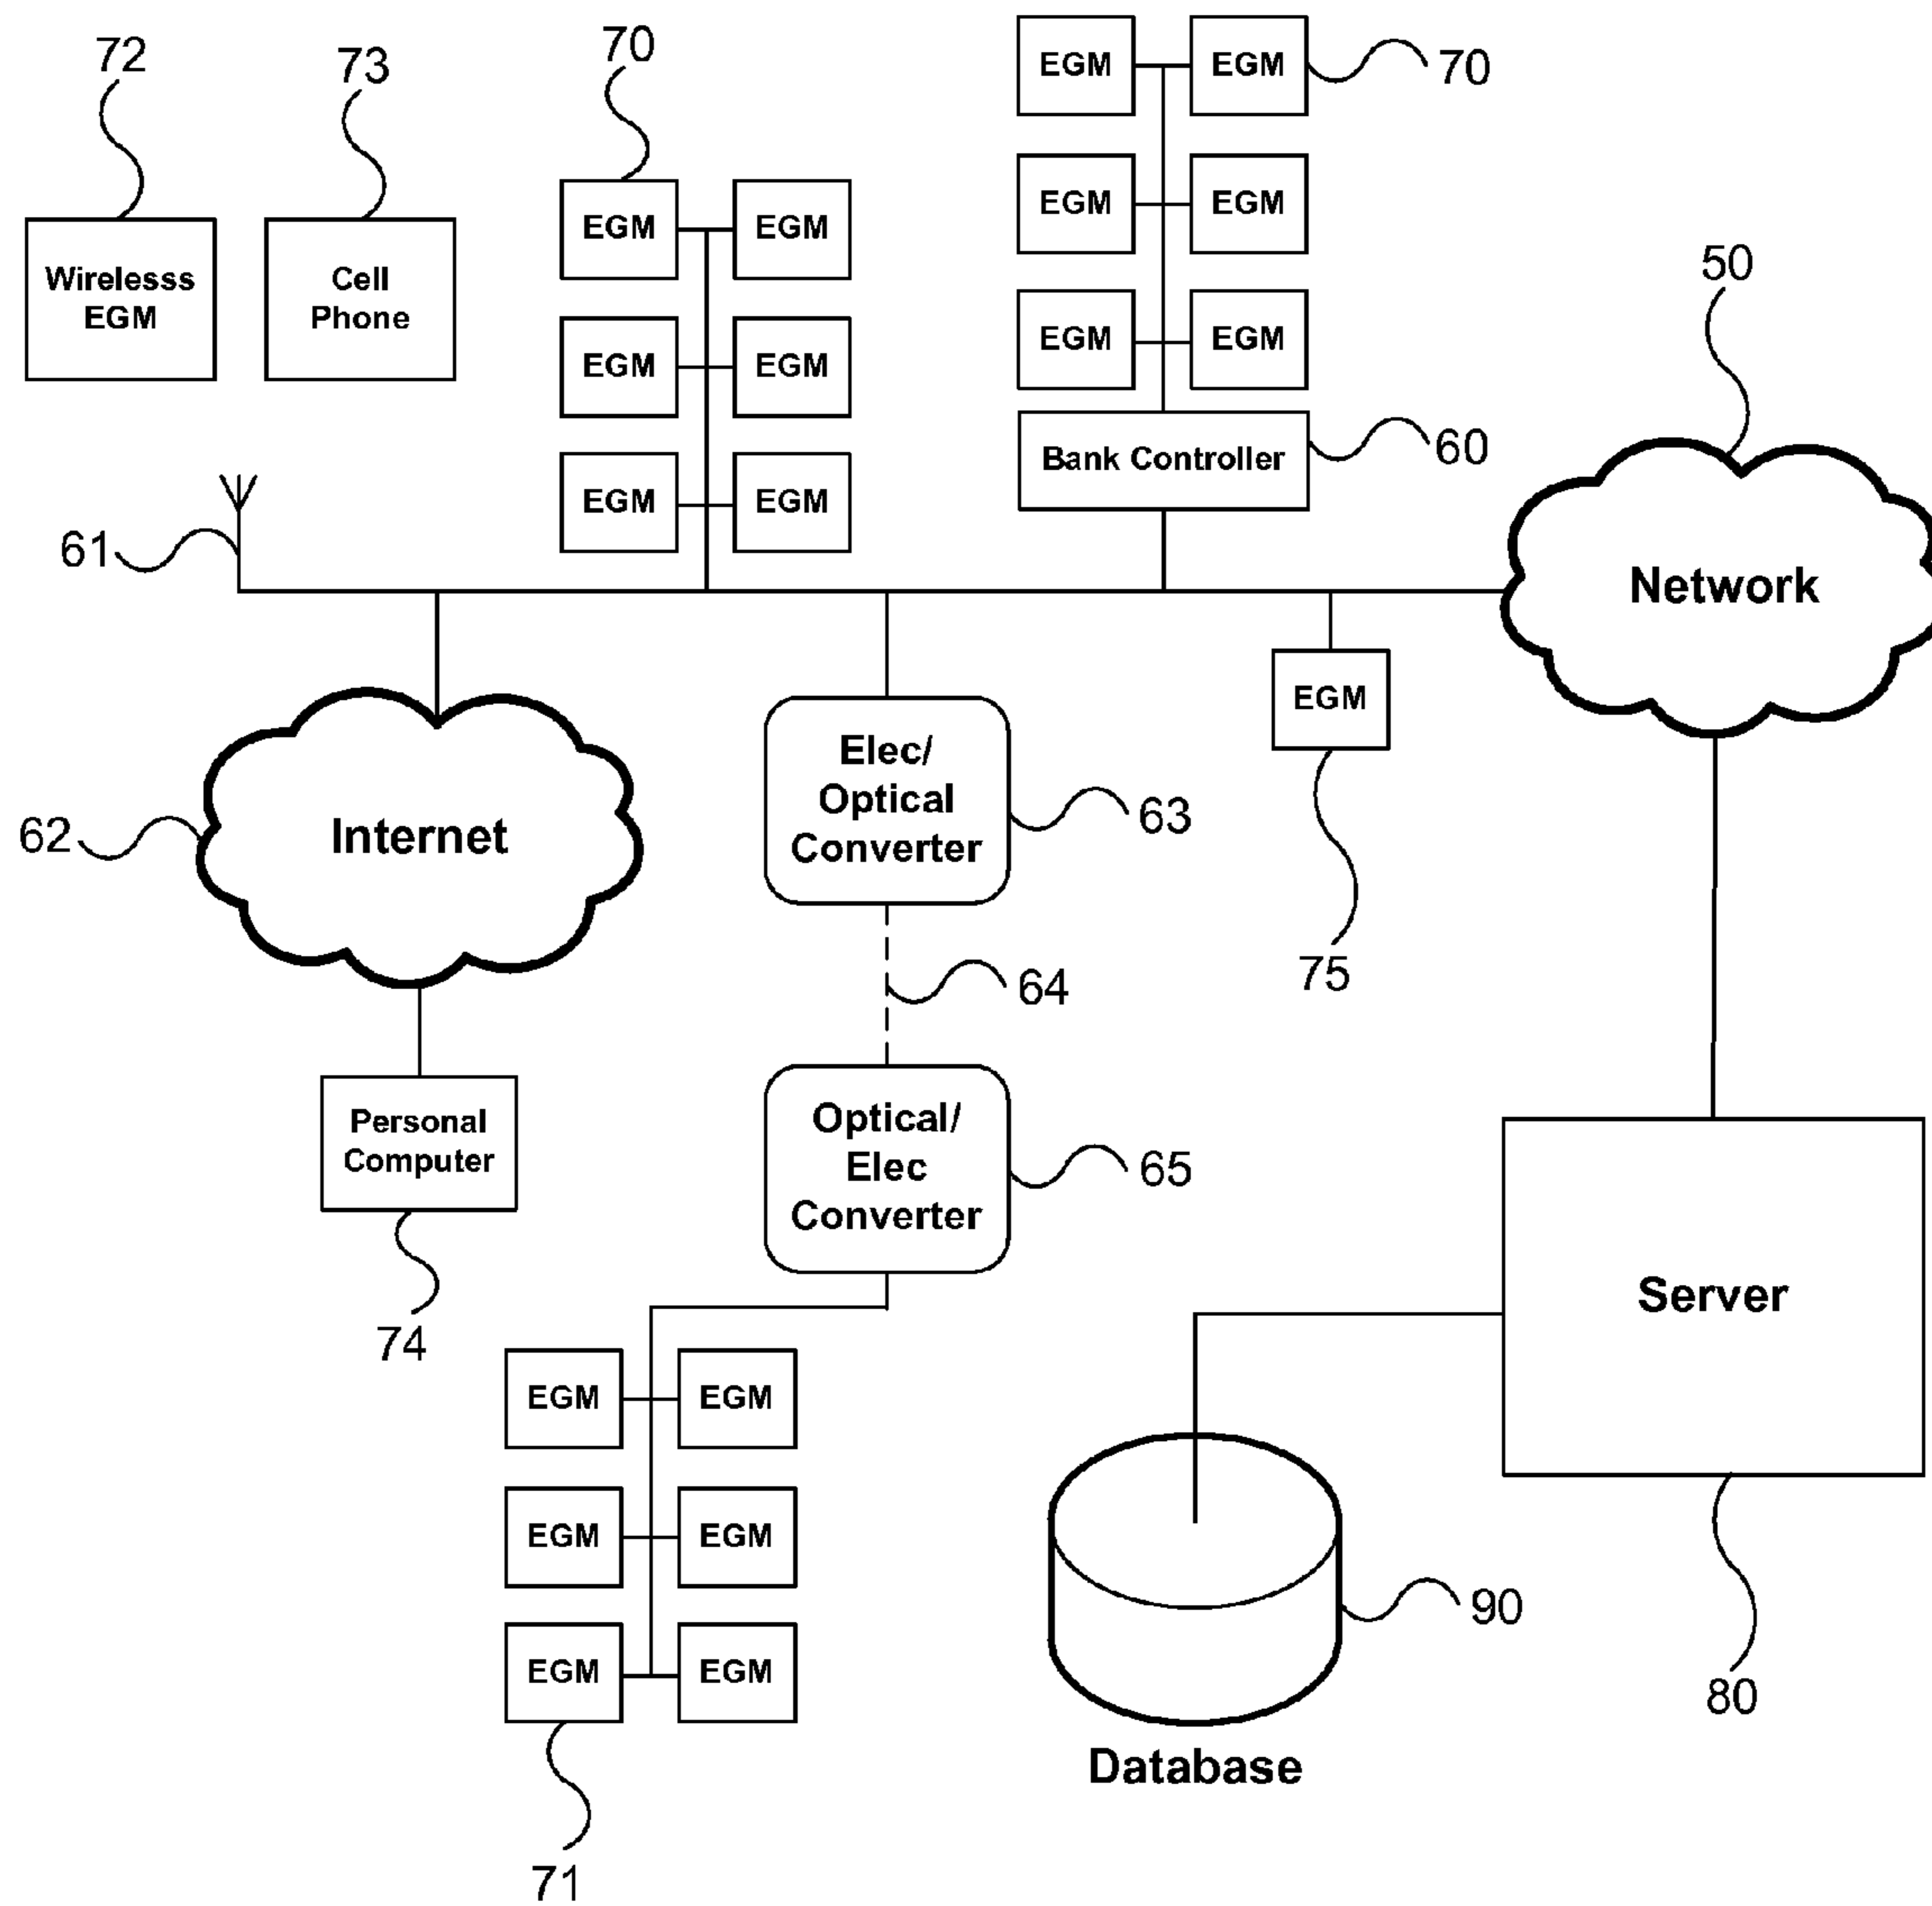 72
73
70
EGM
EGM
70
Wirelesss
EGM
Cell
Phone
EGM
EGM
EGM
EGM
EGM
EGM
EGM
EGM
EGM
EGM
50
Bank Controller
60
61
Network
EGM
62
Internet
Elec/
Optical
Converter
63
75
64
Personal
Computer
Optical/
Elec
Converter
65
74
Server
EGM
EGM
EGM
EGM
EGM
EGM
90
80
Database
71